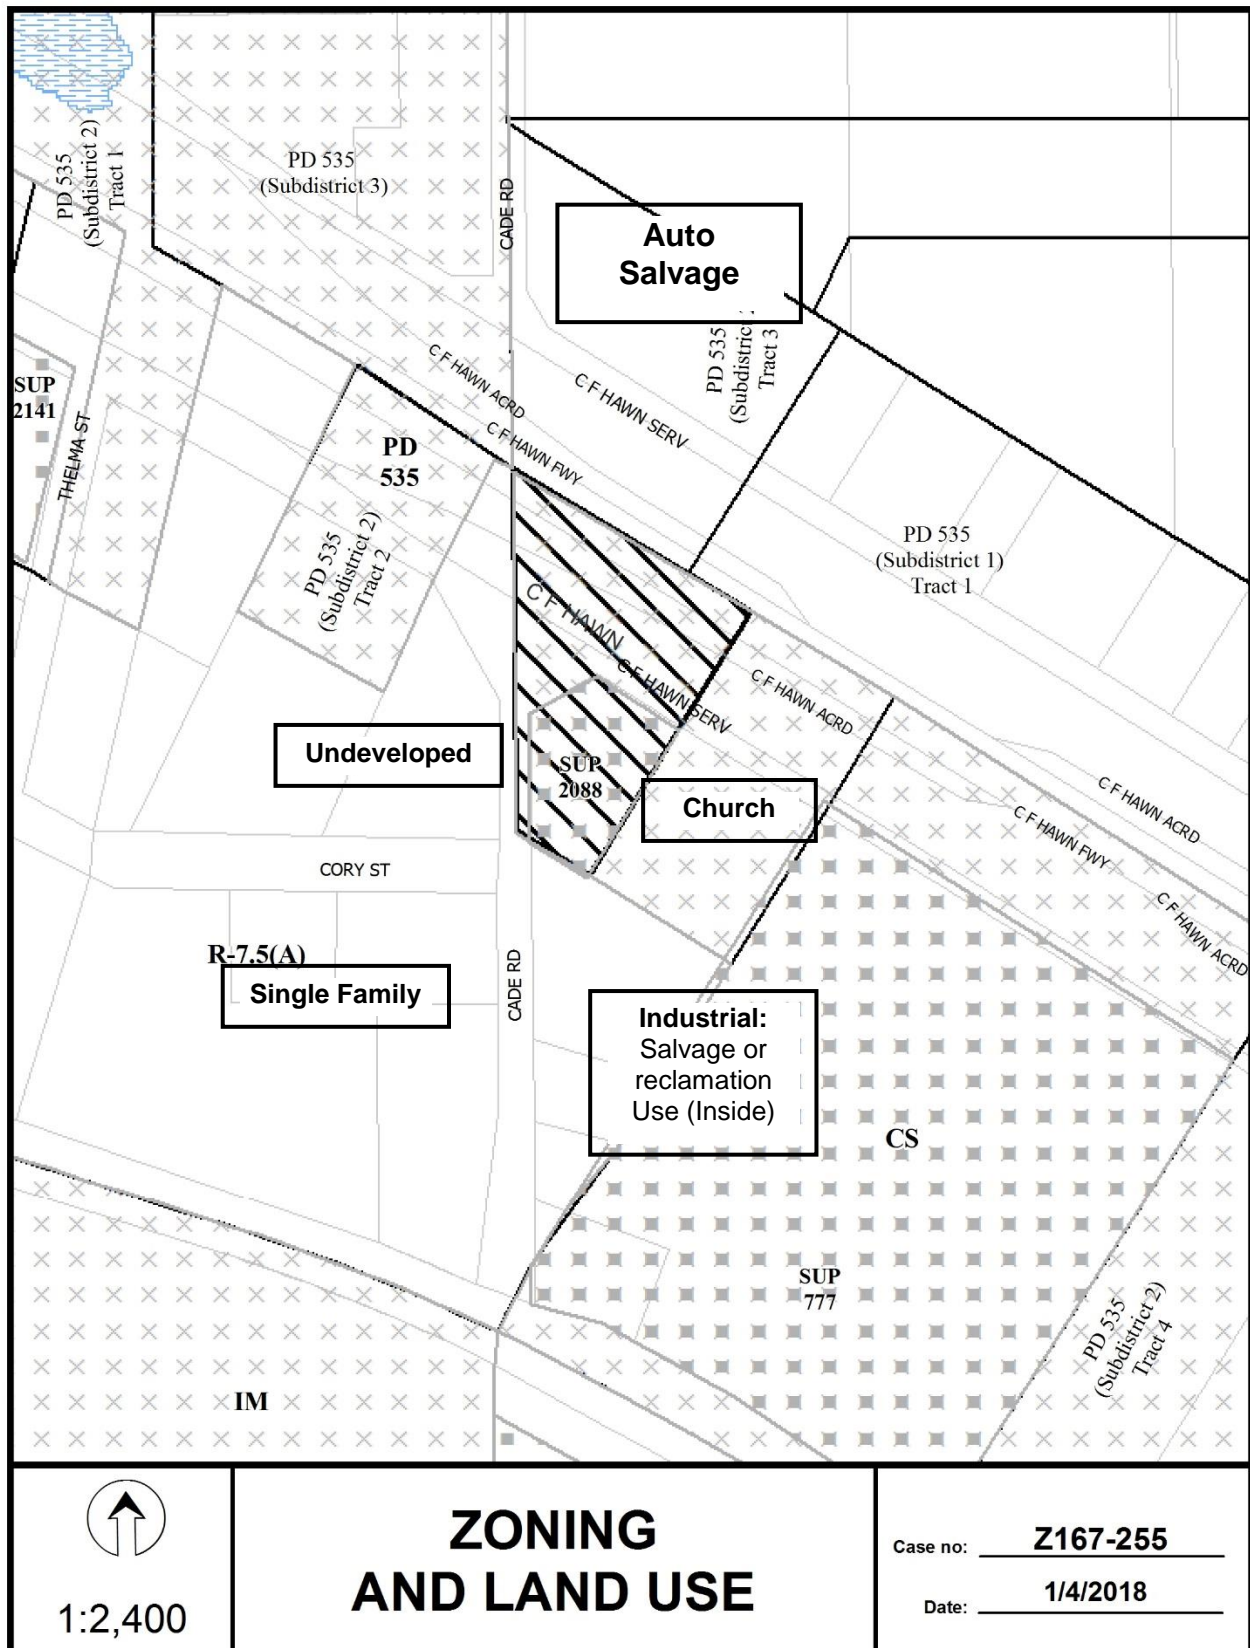 PD 535
(Subdistrict 2)
Tract 1
PD 535
(Subdistrict 3)
CADE RD
Auto
Salvage
PD 535
(Subdistrict
Tract 3
C F HAWN ACRD
C F HAWN SERV
C F HAWN FWY
SUP
2141
THELMA ST
PD
535
PD 535
(Subdistrict 2)
Tract 2
PD 535
(Subdistrict 1)
Tract 1
C F HAWN
C F HAWN SERV
C F HAWN ACRD
Undeveloped
SUP
2088
Church
C F HAWN ACRD
C F HAWN FWY
C F HAWN ACRD
CORY ST
R-7.5(A)
Single Family
CADE RD
Industrial:
Salvage or
reclamation
Use (Inside)
CS
SUP
777
PD 535
(Subdistrict 2)
Tract 4
IM
1:2,400
ZONING
AND LAND USE
Case no: Z167-255
Date: 1/4/2018